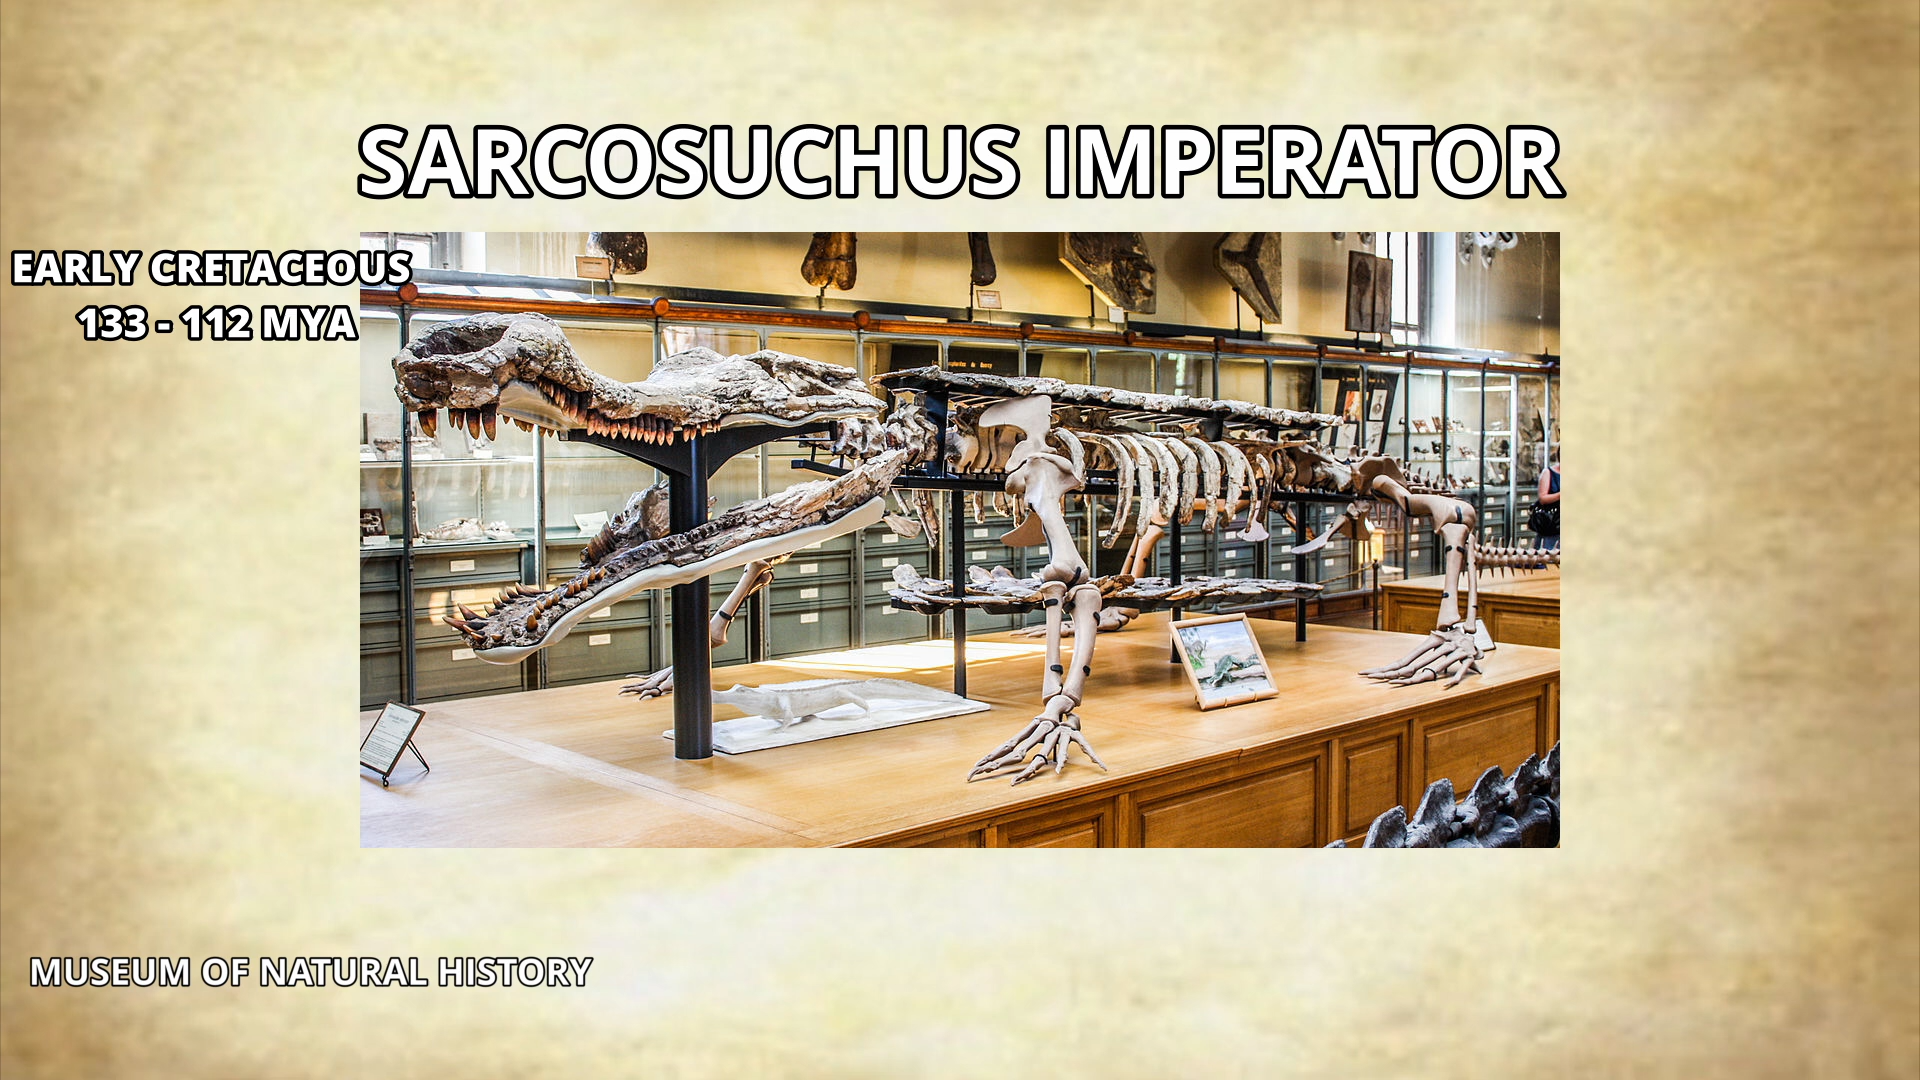 SARCOSUCHUS IMPERATOR
EARLY CRETACEOUS
133 - 112 MYA
MUSEUM OF NATURAL HISTORY